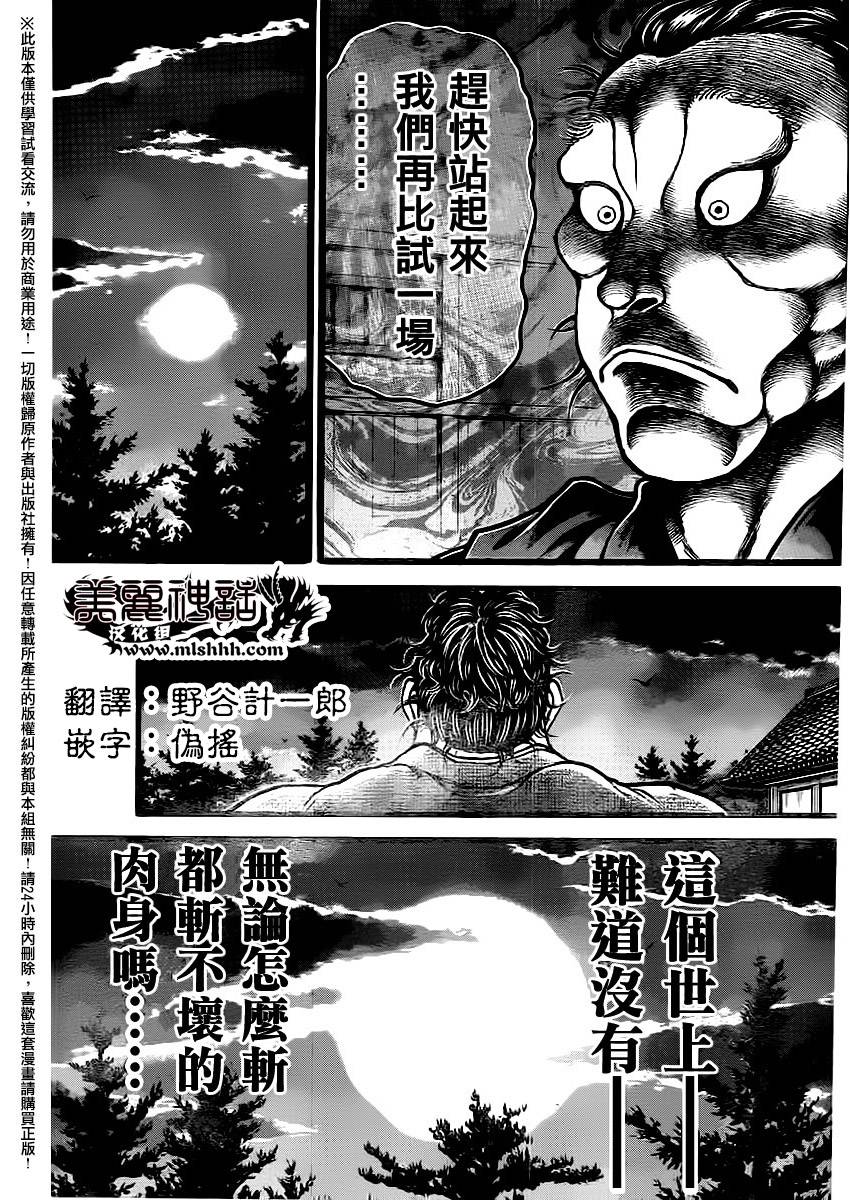 趕快站起來
我們再比試一場
………
美麗神話
汉化组
www.mlshhh.com
翻譯：野谷計一郎
嵌字：偽搖
這個世上——
難道沒有——
無論怎麼斬
都斬不壞的
肉身嗎………
※此版本僅供學習試看交流，請勿用於商業用途！一切版權歸原作者與出版社擁有！因任意轉載所產生的版權糾紛都與本組無關！請24小時內刪除，喜歡這套漫畫請購買正版！